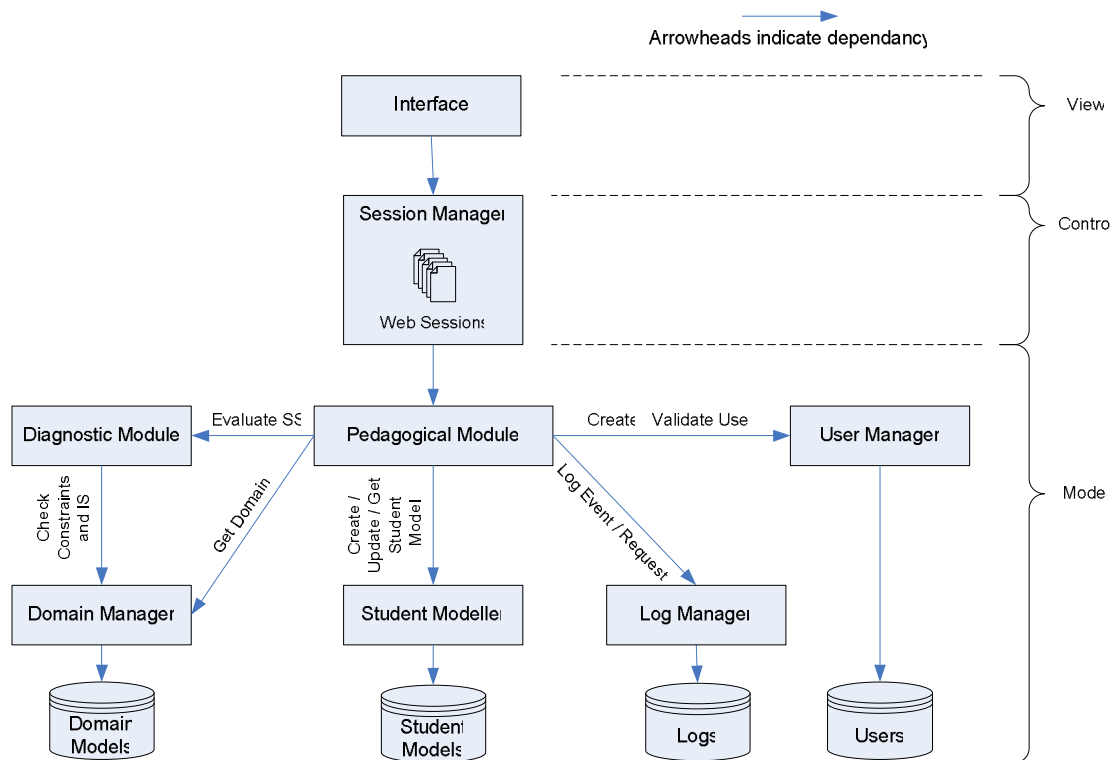 Arrowheads indicate dependancy
Interface
View
Session Manager
Contro
Web Sessions
Evaluate SS
Create
Validate Use
Diagnostic Module
Pedagogical Module
User Manager
Check
Constraints
and IS
Get Domain
Create /
Update / Get
Student
Model
Log Event / Request
Mode
Domain Manager
Student Modeller
Log Manager
Domain
Models
Student
Models
Logs
Users